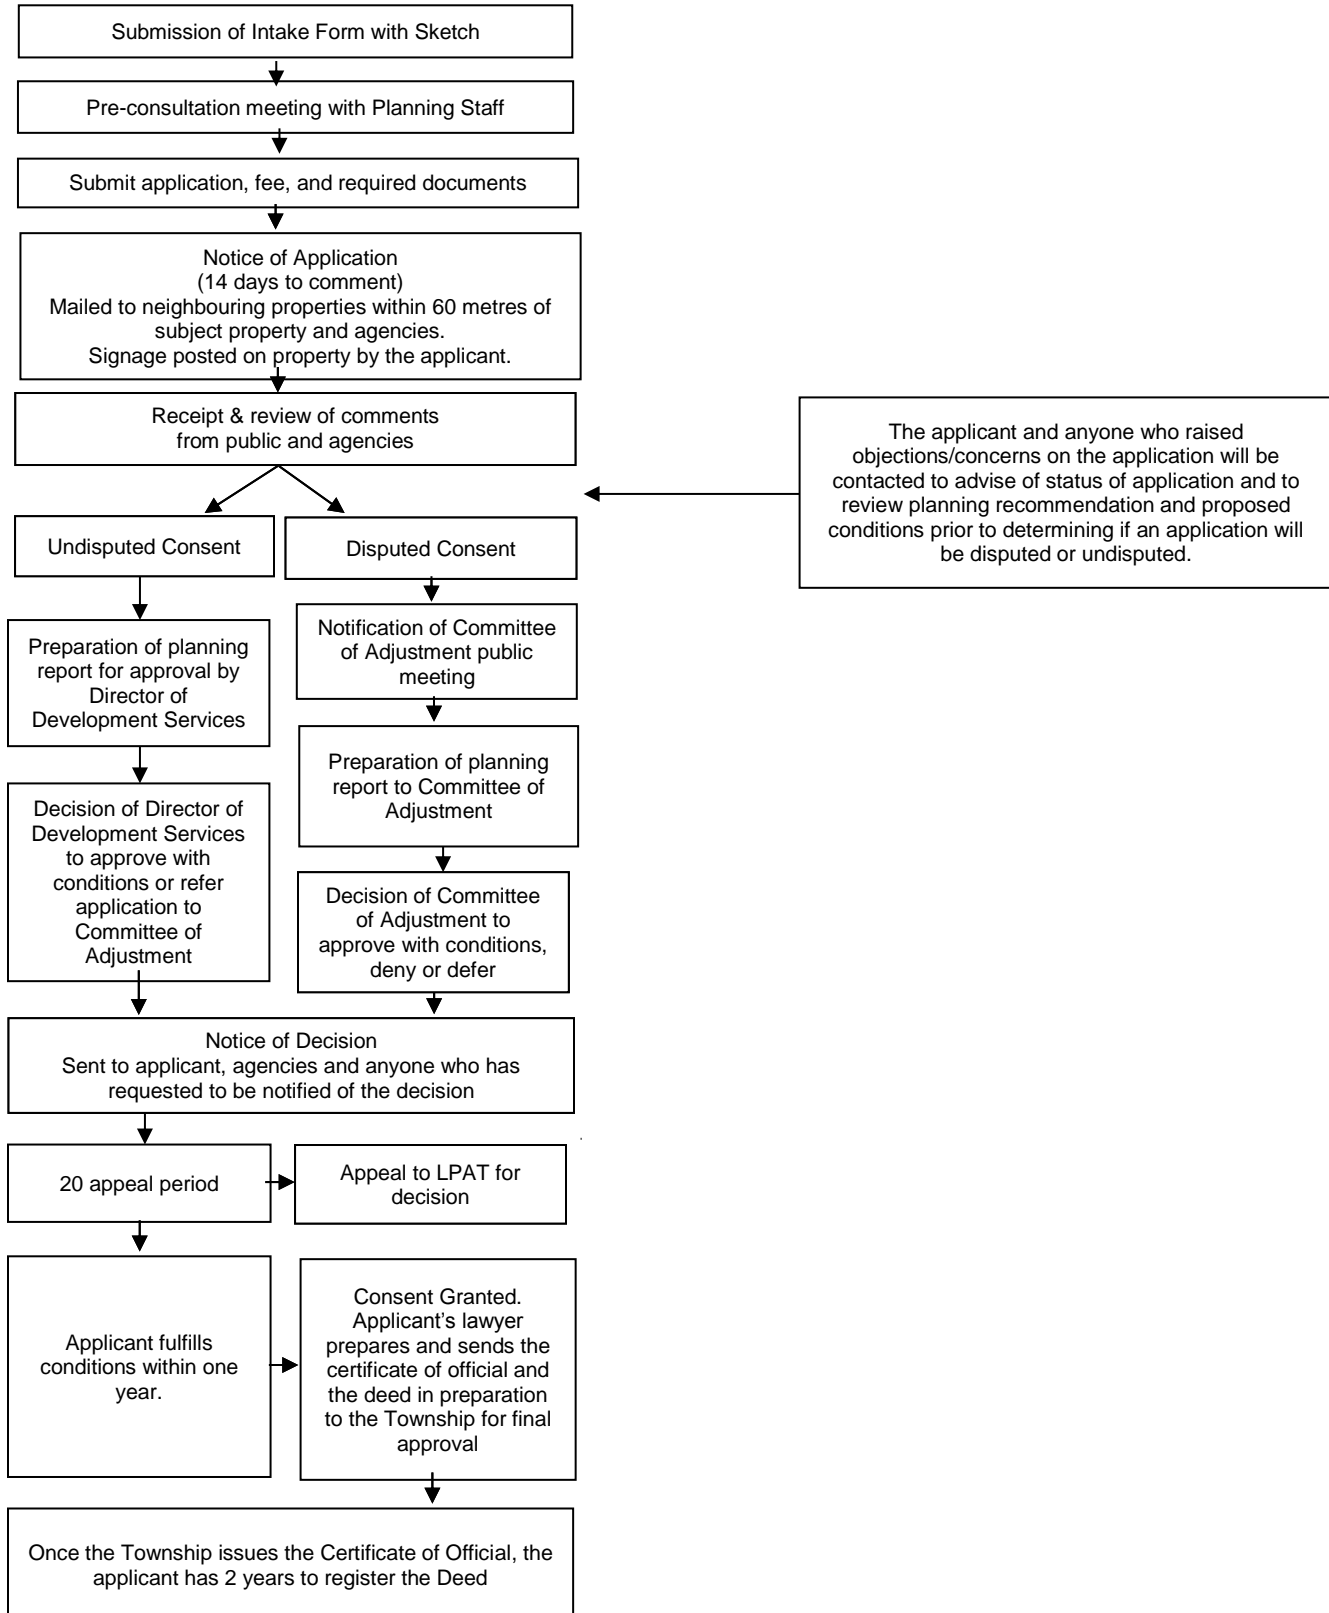 Submission of Intake Form with Sketch
Pre-consultation meeting with Planning Staff
Submit application, fee, and required documents
Notice of Application
(14 days to comment)
Mailed to neighbouring properties within 60 metres of
subject property and agencies.
Signage posted on property by the applicant.
Receipt & review of comments
from public and agencies
The applicant and anyone who raised
objections/concerns on the application will be
contacted to advise of status of application and to
review planning recommendation and proposed
conditions prior to determining if an application will
be disputed or undisputed.
Undisputed Consent
Disputed Consent
Preparation of planning
report for approval by
Director of
Development Services
Notification of Committee
of Adjustment public
meeting
Decision of Director of
Development Services
to approve with
conditions or refer
application to
Committee of
Adjustment
Preparation of planning
report to Committee of
Adjustment
Decision of Committee
of Adjustment to
approve with conditions,
deny or defer
Notice of Decision
Sent to applicant, agencies and anyone who has
requested to be notified of the decision
20 appeal period
Appeal to LPAT for
decision
Applicant fulfills
conditions within one
year.
Consent Granted.
Applicant’s lawyer
prepares and sends the
certificate of official and
the deed in preparation
to the Township for final
approval
Once the Township issues the Certificate of Official, the
applicant has 2 years to register the Deed